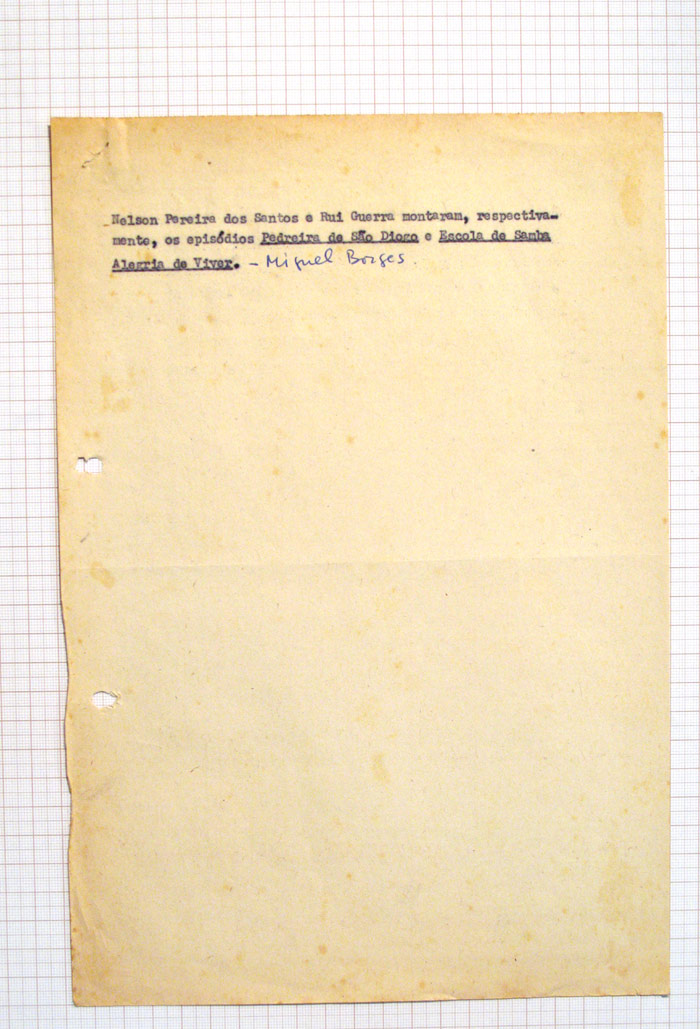 Nelson Pereira dos Santos e Rui Guerra montaram, respectiva-
mente, os episódios Pedreira de São Diogo e Escola de Samba
Alegria de Viver. - Miguel Borges.